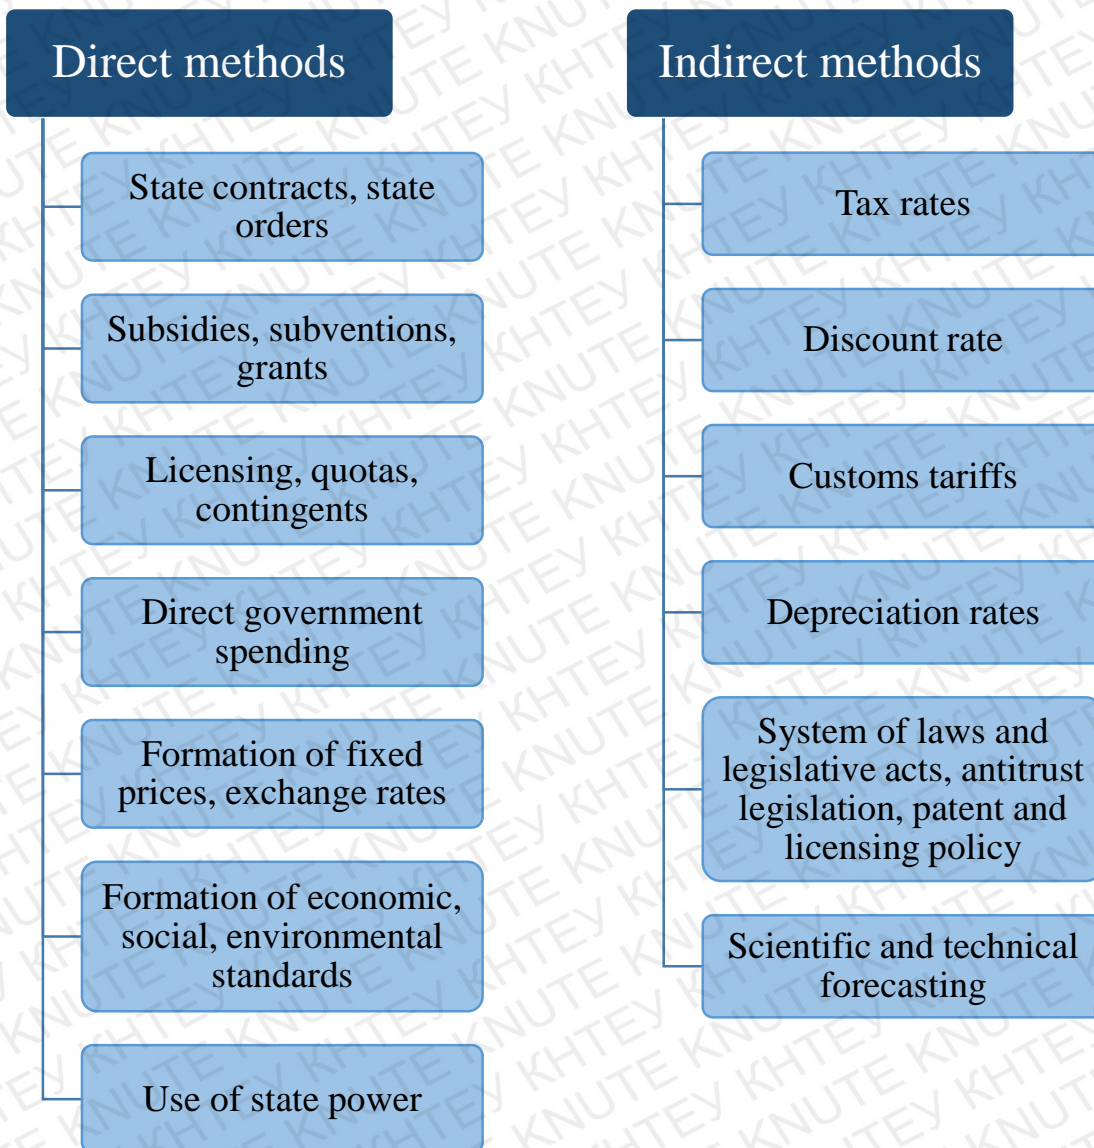 Direct methods
State contracts, state
orders
Subsidies, subventions,
grants
Licensing, quotas,
contingents
Direct government
spending
Formation of fixed
prices, exchange rates
Formation of economic,
social, environmental
standards
Use of state power
Indirect methods
Tax rates
Discount rate
Customs tariffs
Depreciation rates
System of laws and
legislative acts, antitrust
legislation, patent and
licensing policy
Scientific and technical
forecasting
KNUTE КНТЕУ